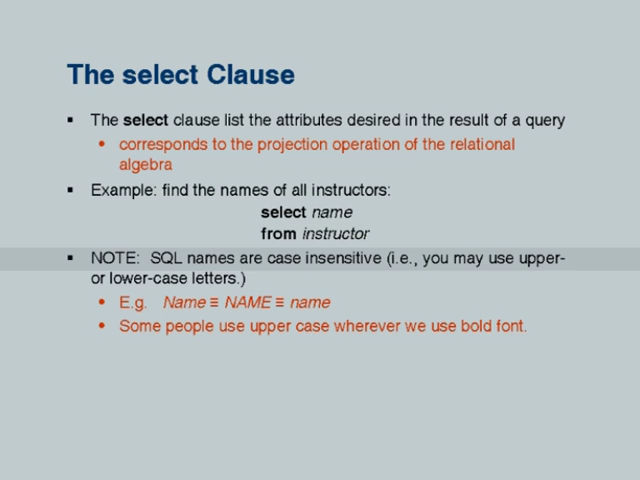 The select Clause
▪ The select clause list the attributes desired in the result of a query
• corresponds to the projection operation of the relational
algebra
▪ Example: find the names of all instructors:
select name
from instructor
▪ NOTE: SQL names are case insensitive (i.e., you may use upper-
or lower-case letters.)
• E.g. Name ≡ NAME ≡ name
• Some people use upper case wherever we use bold font.